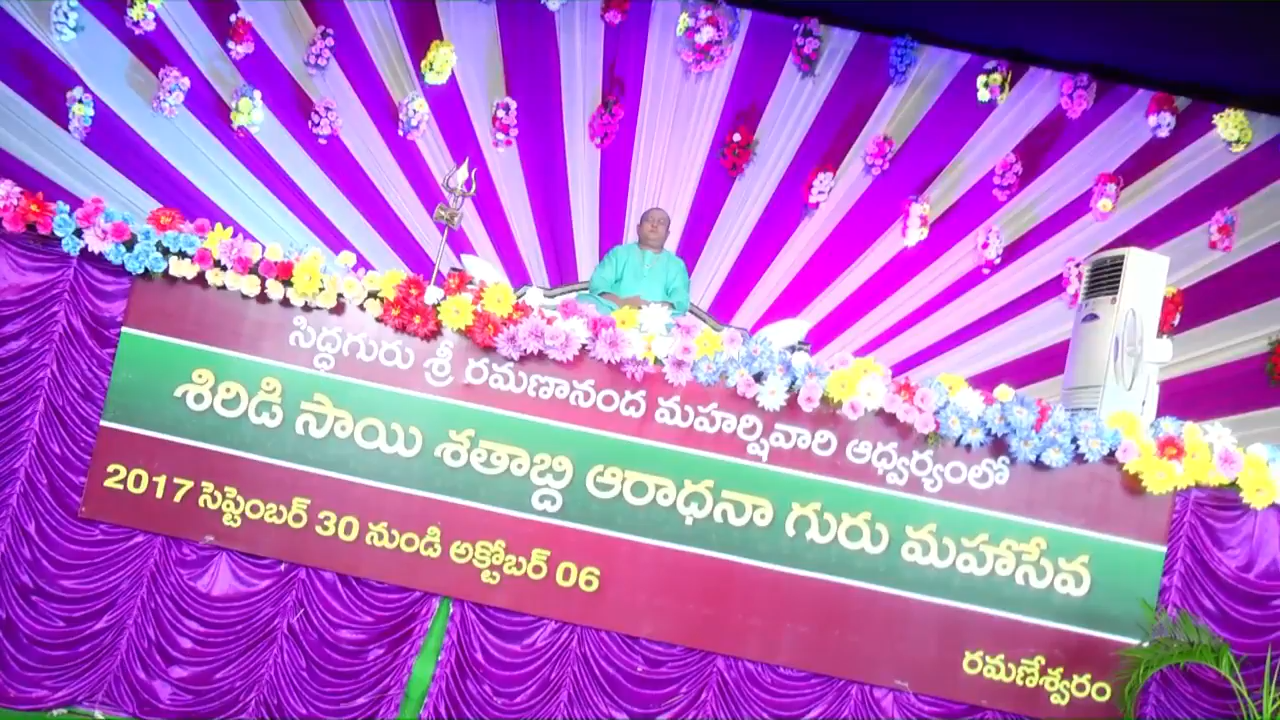 సిద్ధగురు శ్రీ రమణానంద మహర్షివారి ఆధ్వర్యంలో
శిరిడి సాయి శతాబ్ది ఆరాధనా గురు మహాసేవ
2017 సెప్టెంబర్ 30 నుండి అక్టోబర్ 06
రమణేశ్వరం